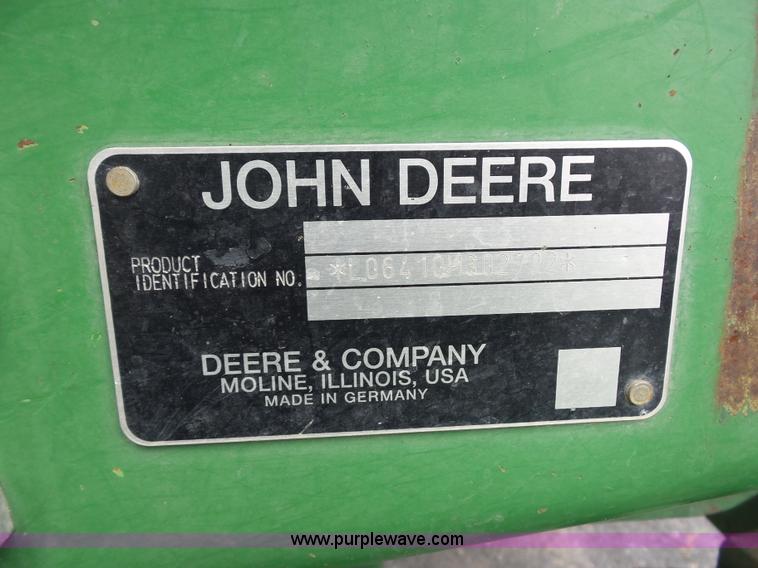 JOHN DEERE
PRODUCT
IDENTIFICATION NO.
DEERE & COMPANY
MOLINE, ILLINOIS, USA
MADE IN GERMANY
www.purplewave.com